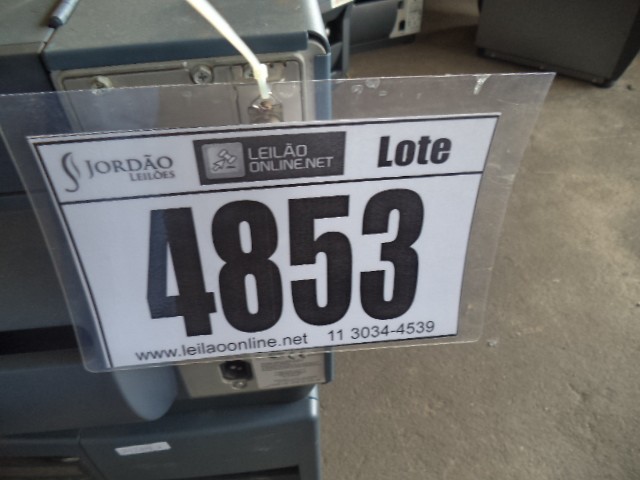 JORDÃO
LEILÕES
LEILÃO
ONLINE.NET
Lote
4853
www.leilaoonline.net 11 3034-4539